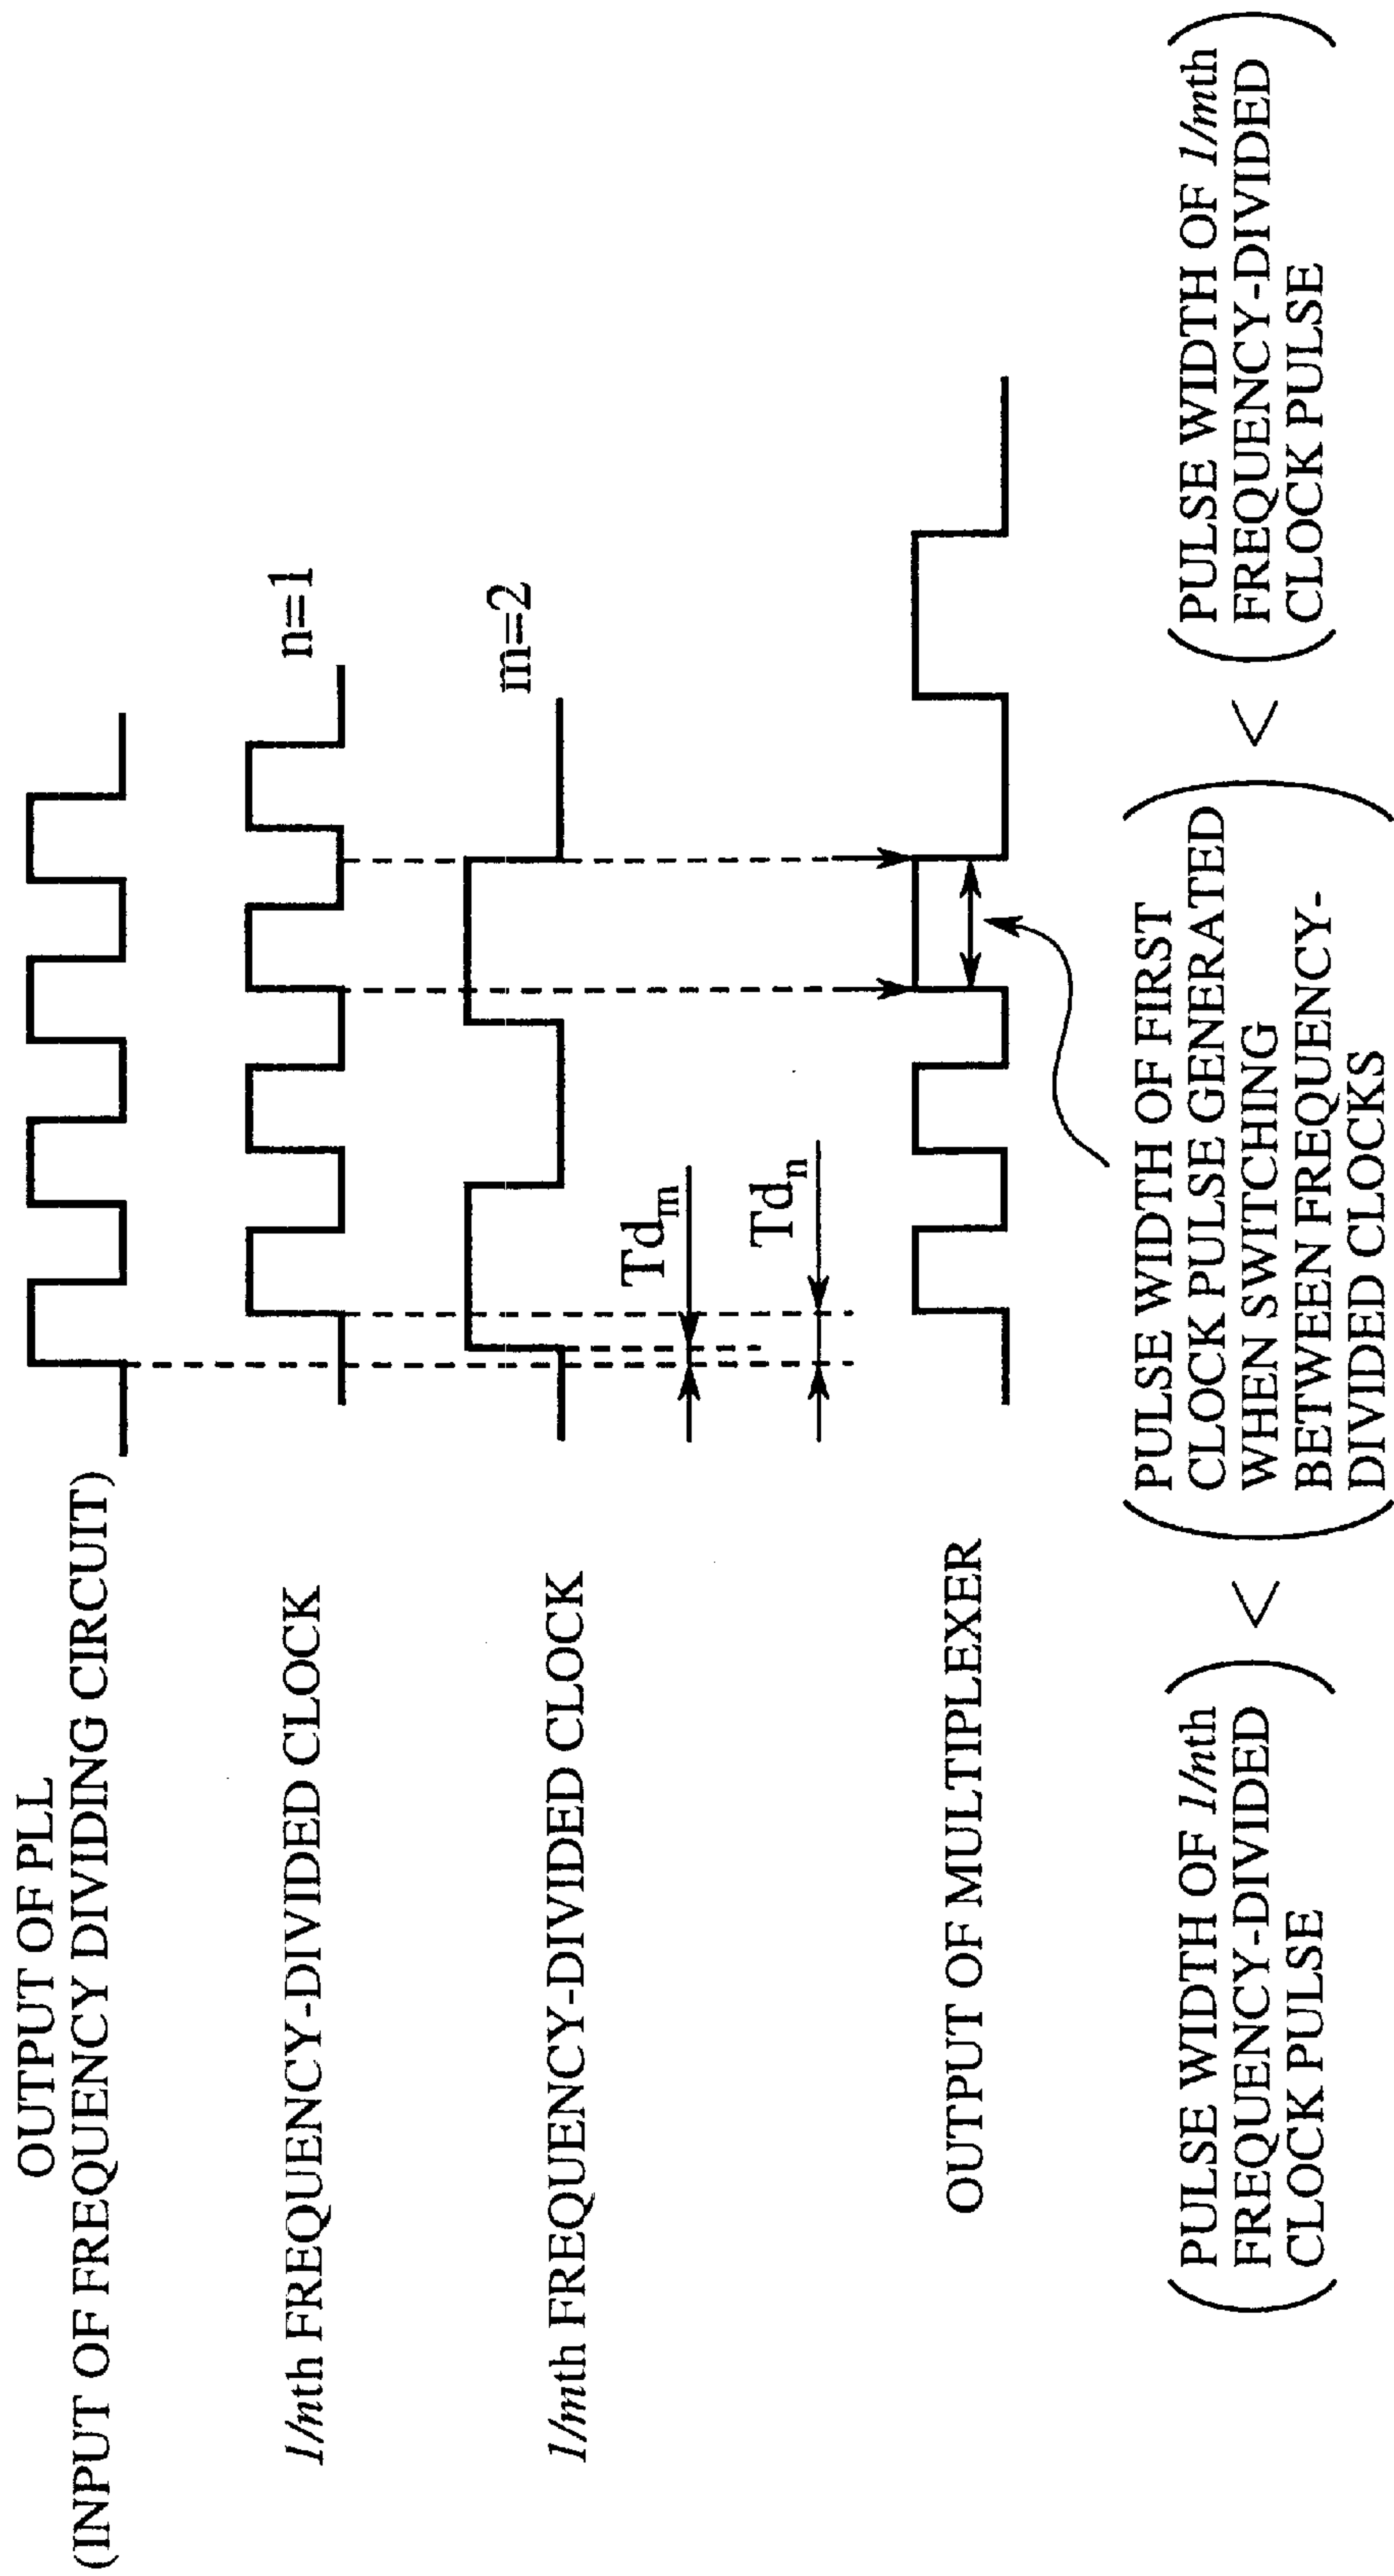 OUTPUT OF PLL
(INPUT OF FREQUENCY DIVIDING CIRCUIT)
1/nth FREQUENCY-DIVIDED CLOCK
n=1
1/mth FREQUENCY-DIVIDED CLOCK
m=2
Tdm
Tdn
OUTPUT OF MULTIPLEXER
(PULSE WIDTH OF 1/nth
FREQUENCY-DIVIDED
CLOCK PULSE)
<
(PULSE WIDTH OF FIRST
CLOCK PULSE GENERATED
WHEN SWITCHING
BETWEEN FREQUENCY-
DIVIDED CLOCKS)
<
(PULSE WIDTH OF 1/mth
FREQUENCY-DIVIDED
CLOCK PULSE)